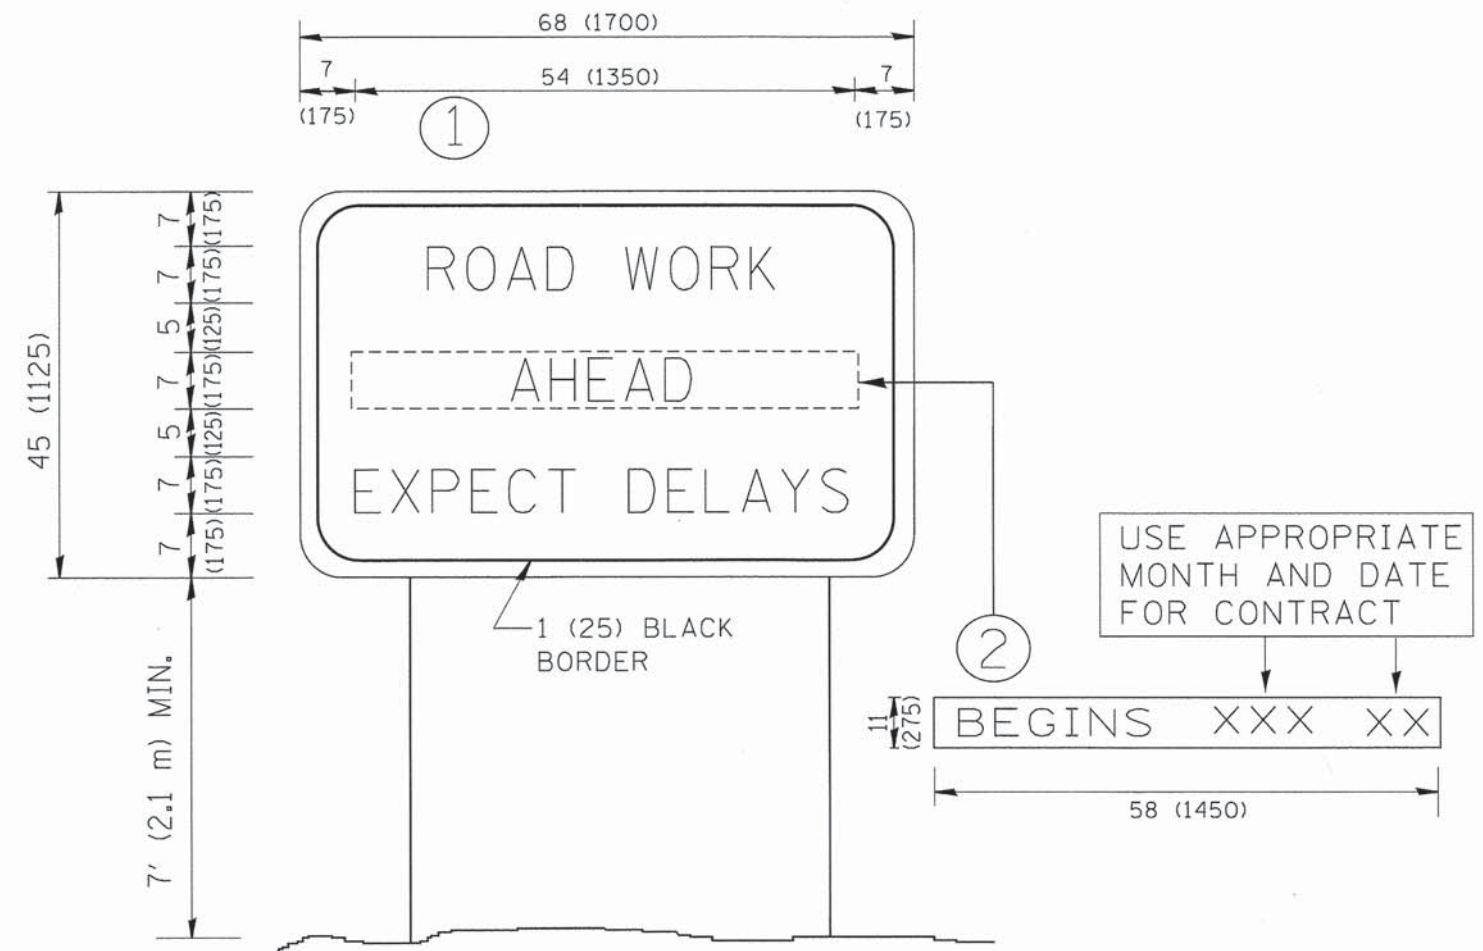 68 (1700)
7
54 (1350)
7
(175)
(175)
1
45 (1125)
7 (175)
7 (175)
5 (125)
7 (175)
5 (125)
7 (175)
7 (175)
ROAD WORK
AHEAD
EXPECT DELAYS
1 (25) BLACK
BORDER
7' (2.1 m) MIN.
2
USE APPROPRIATE
MONTH AND DATE
FOR CONTRACT
11
(275)
BEGINS XXX XX
58 (1450)